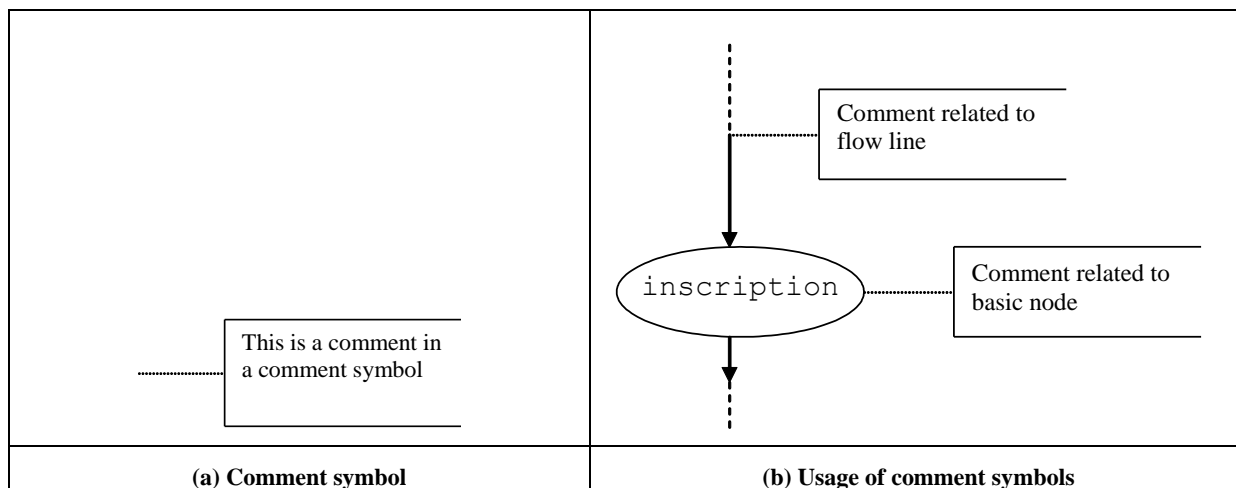 This is a comment in
a comment symbol
(a) Comment symbol
Comment related to
flow line
inscription
Comment related to
basic node
(b) Usage of comment symbols